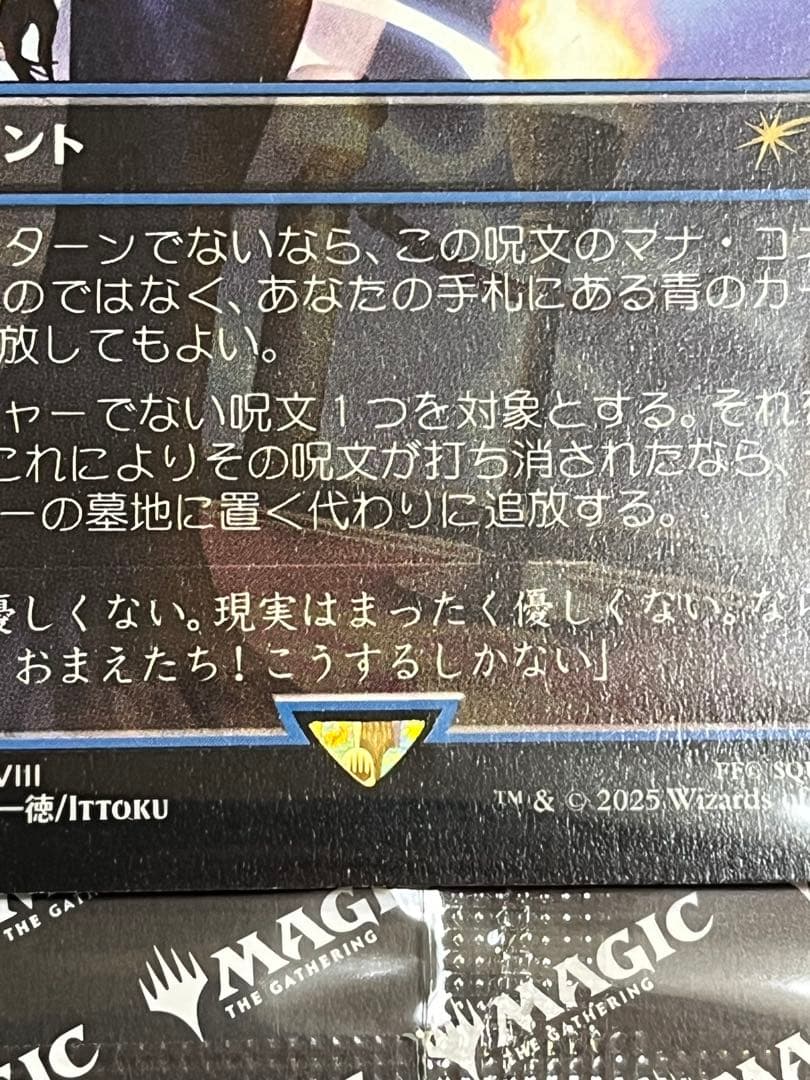 ント
ターンでないなら、この呪文のマナ・コ
のではなく、あなたの手札にある青のカ
放してもよい。
ャーでない呪文1つを対象とする。それ
これによりその呪文が打ち消されたなら、
ーの墓地に置く代わりに追放する。
優しくない。現実はまったく優しくない。な
おまえたち!こうするしかない」
VIII
一徳/ITTOKU
FF© SQU
™ & © 2025 Wizards
THE GA
MAGIC
THE GATHERING
MAGIC
THE GATHERING
IC